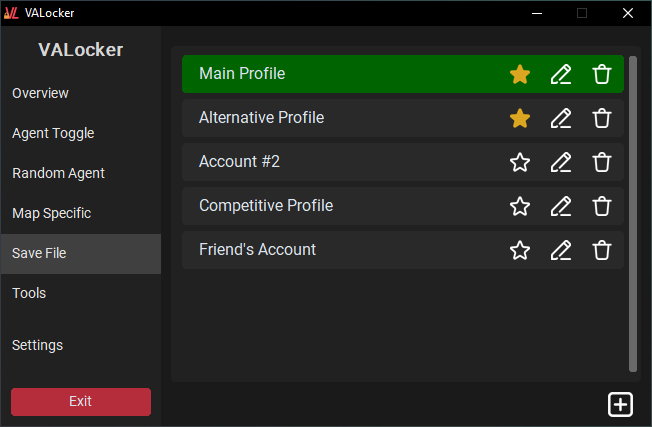 VALocker
VALocker
Overview
Agent Toggle
Random Agent
Map Specific
Save File
Tools
Settings
Exit
Main Profile
Alternative Profile
Account #2
Competitive Profile
Friend's Account